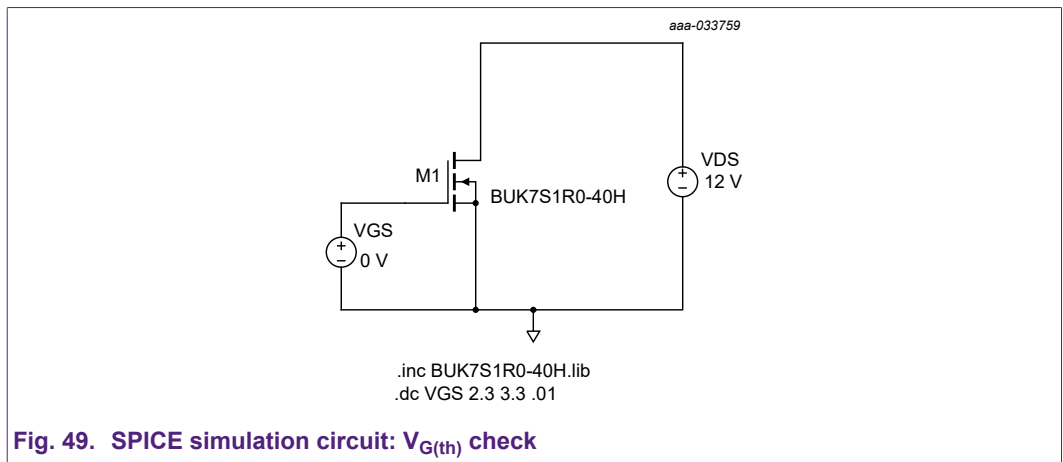 aaa-033759
M1
BUK7S1R0-40H
VDS
12 V
+
−
VGS
0 V
+
−
.inc BUK7S1R0-40H.lib
.dc VGS 2.3 3.3 .01
Fig. 49. SPICE simulation circuit: VG(th) check